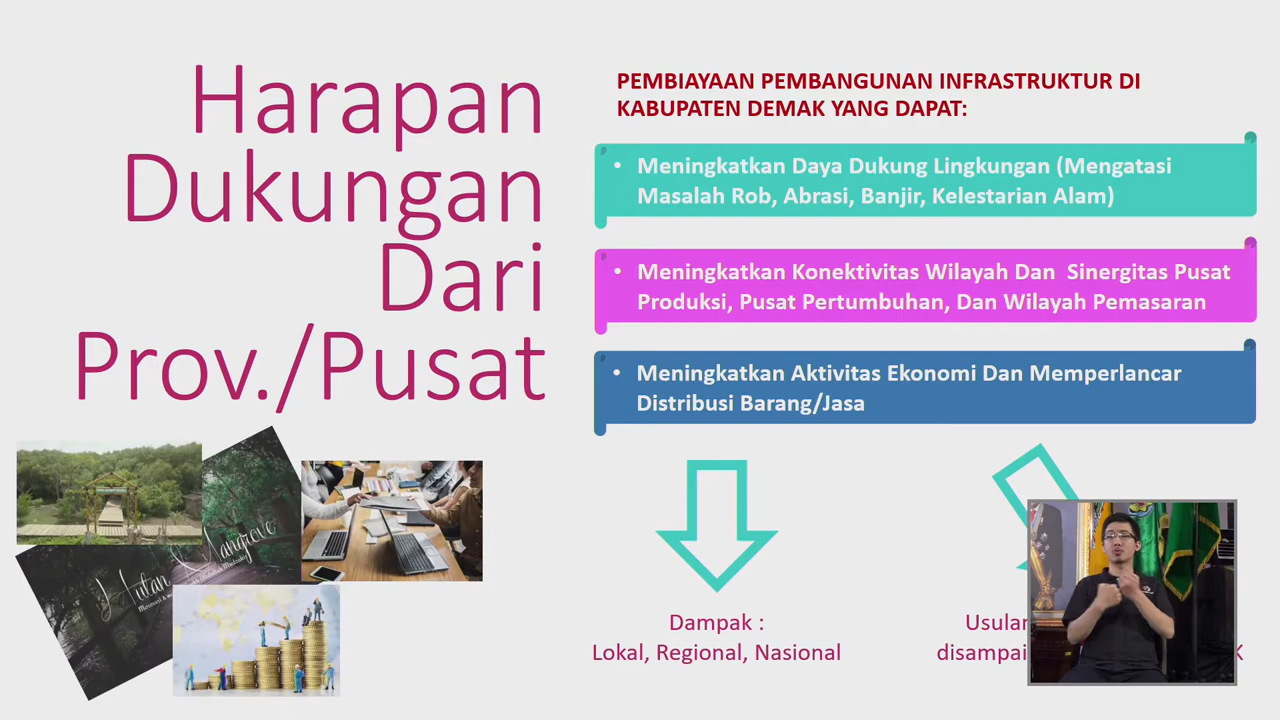 Harapan
Dukungan
Dari
Prov./Pusat
PEMBIAYAAN PEMBANGUNAN INFRASTRUKTUR DI
KABUPATEN DEMAK YANG DAPAT:
• Meningkatkan Daya Dukung Lingkungan (Mengatasi
Masalah Rob, Abrasi, Banjir, Kelestarian Alam)
• Meningkatkan Konektivitas Wilayah Dan Sinergitas Pusat
Produksi, Pusat Pertumbuhan, Dan Wilayah Pemasaran
• Meningkatkan Aktivitas Ekonomi Dan Memperlancar
Distribusi Barang/Jasa
Dampak :
Lokal, Regional, Nasional
Hutan & Mangrove